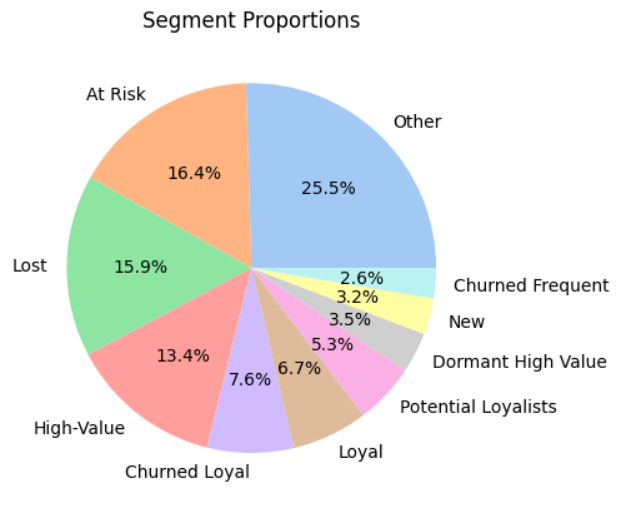 Segment Proportions
Other
25.5%
At Risk
16.4%
Lost
15.9%
High-Value
13.4%
Churned Loyal
7.6%
Loyal
6.7%
Potential Loyalists
5.3%
Dormant High Value
3.5%
New
3.2%
Churned Frequent
2.6%